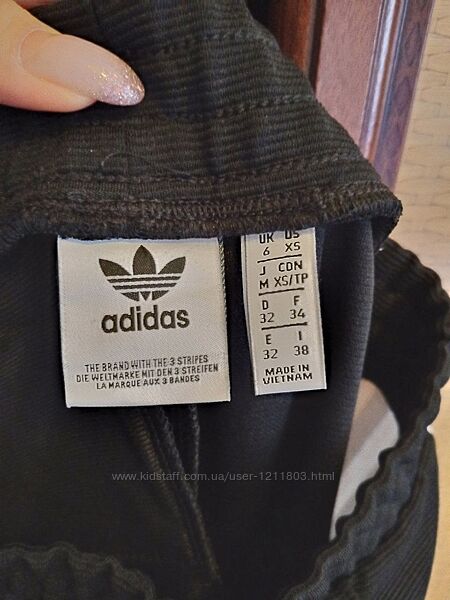 adidas
THE BRAND WITH THE 3 STRIPES
DIE WELTMARKE MIT DEN 3 STREIFEN
LA MARQUE AUX 3 BANDES
UK US
6 XS
J CDN
M XS/TP
D F
32 34
E I
32 38
MADE IN
VIETNAM
www.kidstaff.com.ua/user-1211803.html